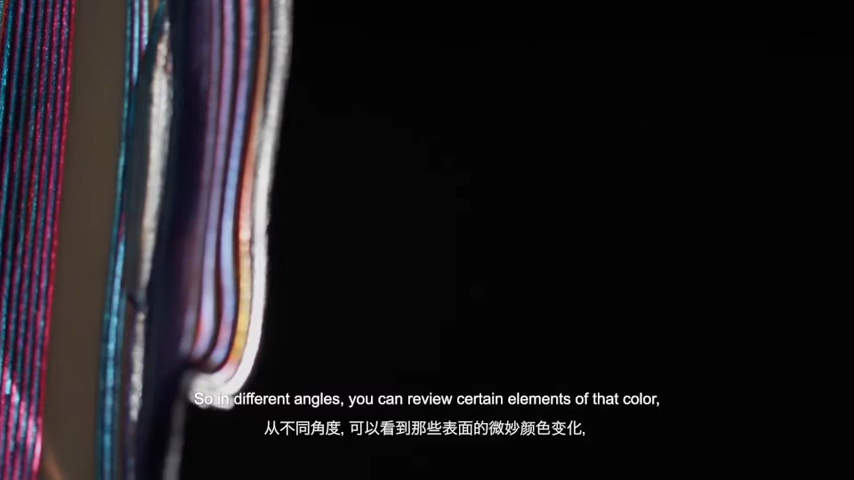 So in different angles, you can review certain elements of that color,
从不同角度, 可以看到那些表面的微妙颜色变化,